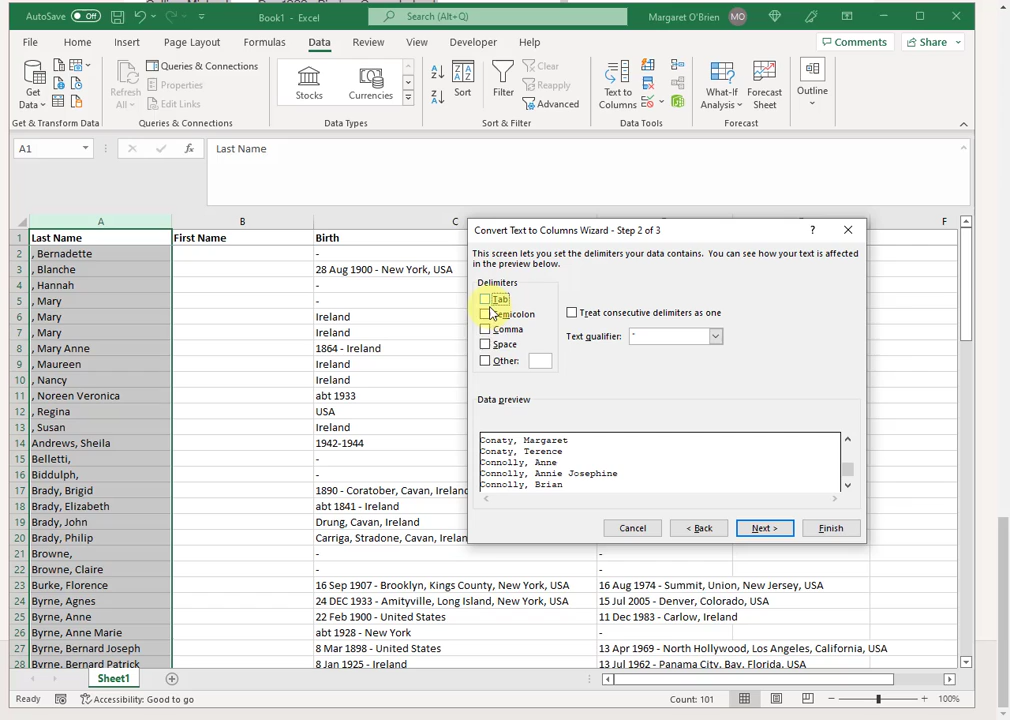 AutoSave Off Book1 - Excel Search (Alt+Q) Margaret O'Brien MO
File Home Insert Page Layout Formulas Data Review View Developer Help Comments Share
Get Data Refresh All Queries & Connections Properties Edit Links Stocks Currencies Sort Filter Clear Reapply Advanced Text to Columns What-If Analysis Forecast Sheet Outline
Get & Transform Data Queries & Connections Data Types Sort & Filter Data Tools Forecast
A1 fx Last Name
A B C F
1 Last Name First Name Birth
2 , Bernadette -
3 , Blanche 28 Aug 1900 - New York, USA
4 , Hannah -
5 , Mary -
6 , Mary Ireland
7 , Mary Ireland
8 , Mary Anne 1864 - Ireland
9 , Maureen Ireland
10 , Nancy Ireland
11 , Noreen Veronica abt 1933
12 , Regina USA
13 , Susan Ireland
14 Andrews, Sheila 1942-1944
15 Belletti, -
16 Biddulph, -
17 Brady, Brigid 1890 - Coratober, Cavan, Ireland
18 Brady, Elizabeth abt 1841 - Ireland
19 Brady, John Drung, Cavan, Ireland
20 Brady, Philip Carriga, Stradone, Cavan, Ireland
21 Browne, - -
22 Browne, Claire - -
23 Burke, Florence 16 Sep 1907 - Brooklyn, Kings County, New York, USA 16 Aug 1974 - Summit, Union, New Jersey, USA
24 Byrne, Agnes 24 DEC 1933 - Amityville, Long Island, New York, USA 15 Jul 2005 - Denver, Colorado, USA
25 Byrne, Anne 22 Feb 1900 - United States 11 Dec 1983 - Carlow, Ireland
26 Byrne, Anne Marie abt 1928 - New York -
27 Byrne, Bernard Joseph 8 Mar 1898 - United States 13 Apr 1969 - North Hollywood, Los Angeles, California, USA
28 Byrne, Bernard Patrick 8 Jan 1925 - Ireland 13 Jul 1962 - Panama City, Bay, Florida, USA
Convert Text to Columns Wizard - Step 2 of 3 ?
This screen lets you set the delimiters your data contains. You can see how your text is affected
in the preview below.
Delimiters
Tab
Semicolon
Comma
Space
Other:
Treat consecutive delimiters as one
Text qualifier: "
Data preview
Conaty, Margaret
Conaty, Terence
Connolly, Anne
Connolly, Annie Josephine
Connolly, Brian
Cancel < Back Next > Finish
Sheet1
Ready Accessibility: Good to go Count: 101 100%